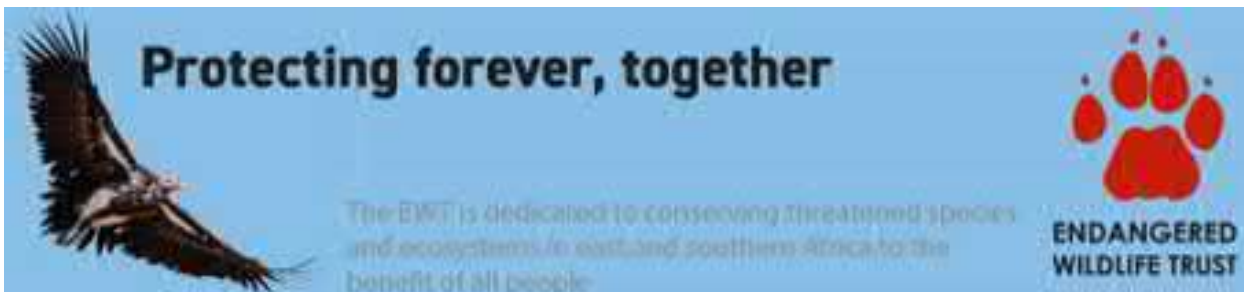 Protecting forever, together
The EWT is dedicated to conserving threatened species
and ecosystems in east and southern Africa to the
benefit of all people
ENDANGERED
WILDLIFE TRUST